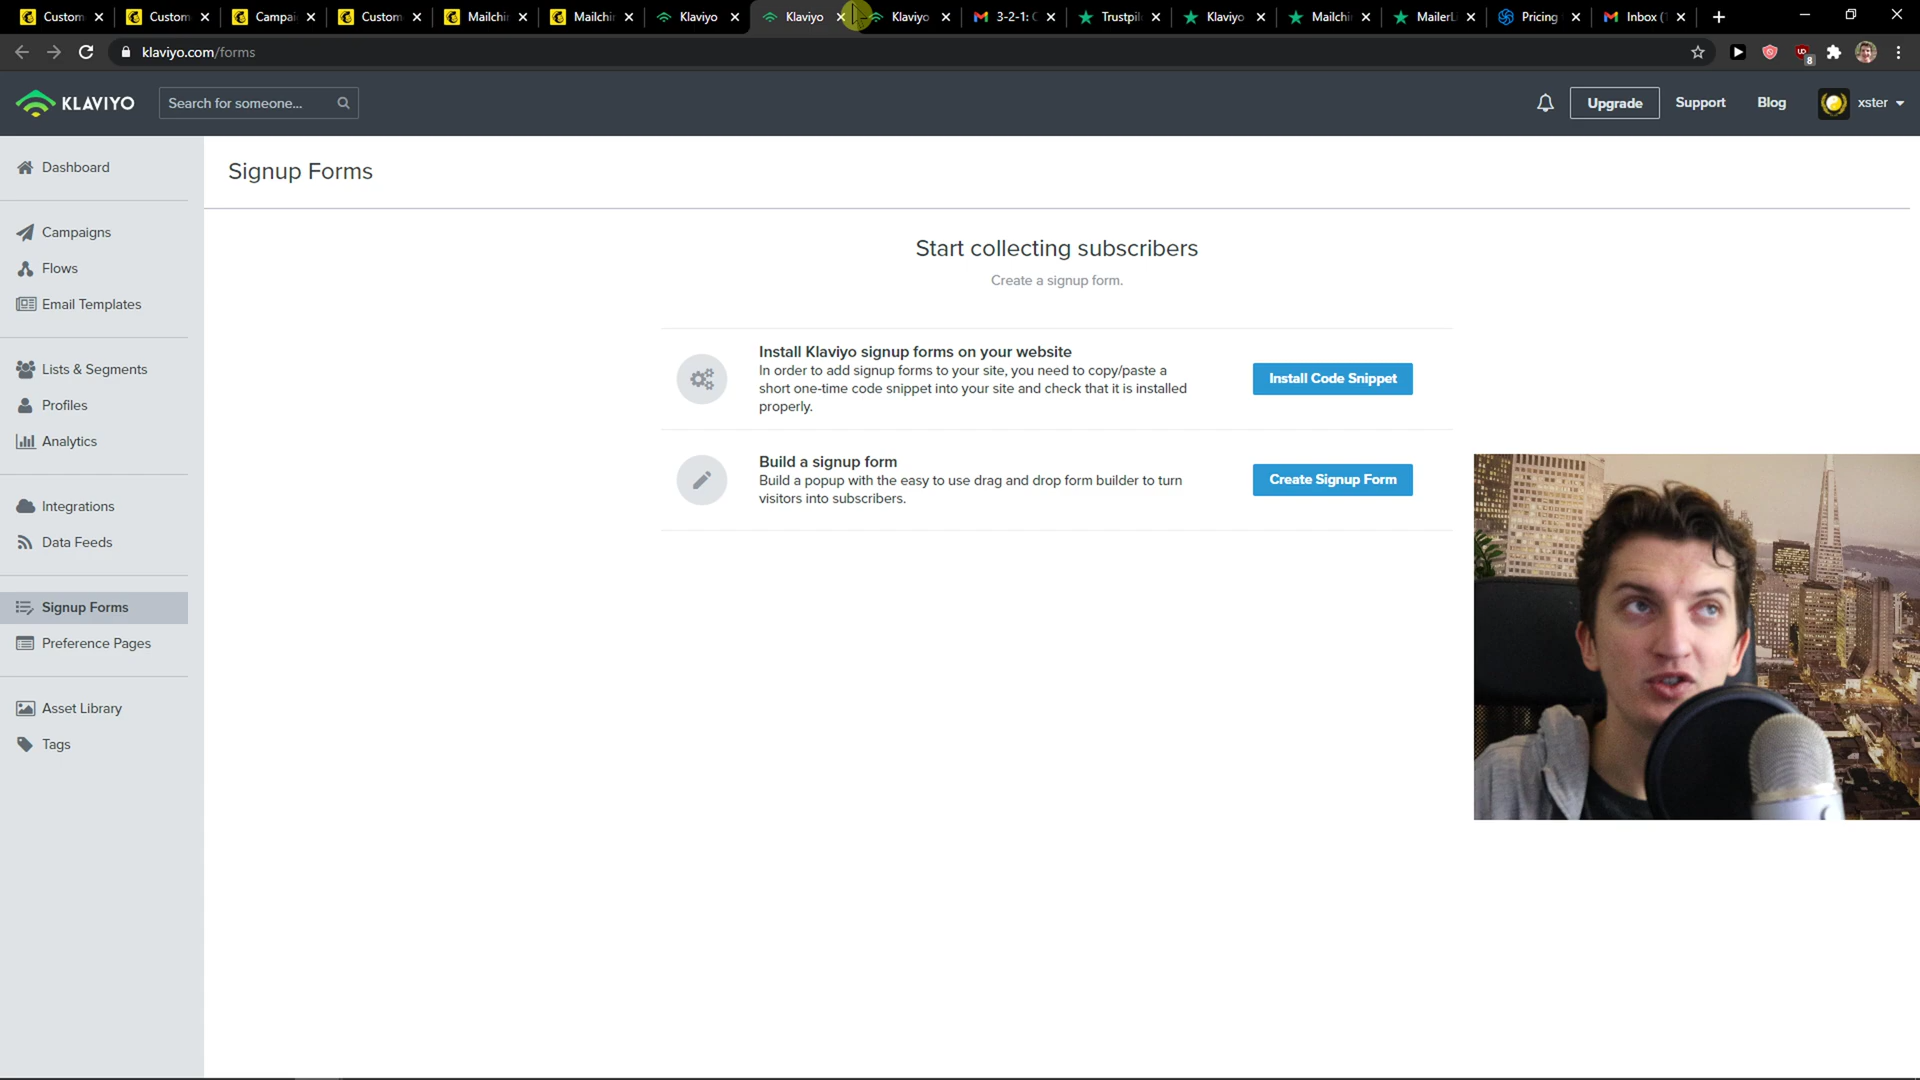 Custom
Custom
Campai
Custom
Mailchi
Mailchi
Klaviyo
Klaviyo
Klaviyo
3-2-1:
Trustpil
Klaviyo
Mailchi
MailerL
Pricing
Inbox (
klaviyo.com/forms
8
KLAVIYO
Search for someone...
Upgrade
Support
Blog
xster
Dashboard
Campaigns
Flows
Email Templates
Lists & Segments
Profiles
Analytics
Integrations
Data Feeds
Signup Forms
Preference Pages
Asset Library
Tags
Signup Forms
Start collecting subscribers
Create a signup form.
Install Klaviyo signup forms on your website
In order to add signup forms to your site, you need to copy/paste a
short one-time code snippet into your site and check that it is installed
properly.
Install Code Snippet
Build a signup form
Build a popup with the easy to use drag and drop form builder to turn
visitors into subscribers.
Create Signup Form